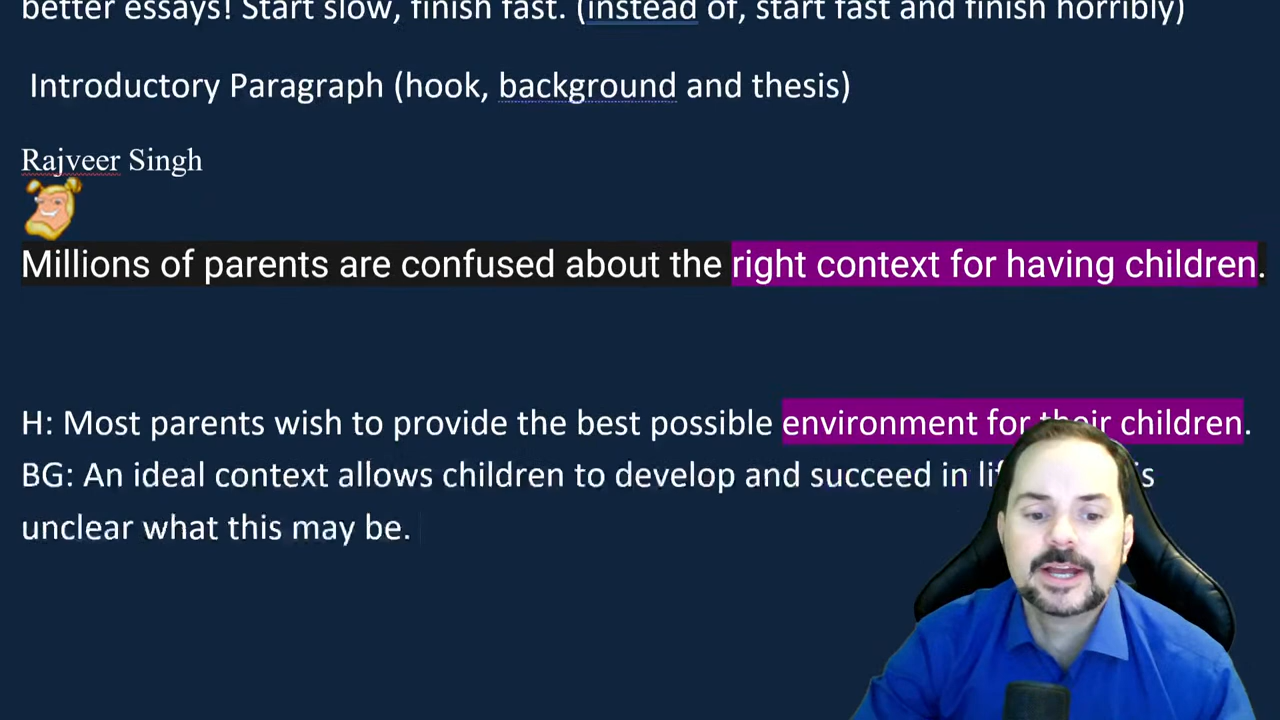 better essays! Start slow, finish fast. (instead of, start fast and finish horribly)
Introductory Paragraph (hook, background and thesis)
Rajveer Singh
Millions of parents are confused about the right context for having children.
H: Most parents wish to provide the best possible environment for their children.
BG: An ideal context allows children to develop and succeed in
unclear what this may be.